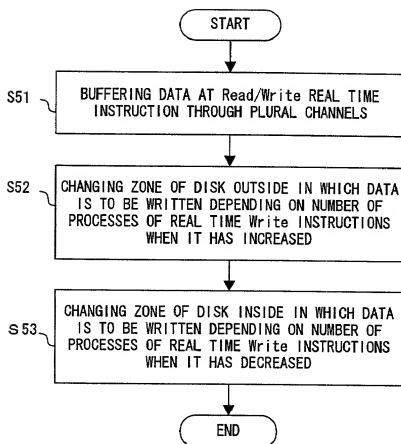 START
S51
BUFFERING DATA AT Read/Write REAL TIME
INSTRUCTION THROUGH PLURAL CHANNELS
S52
CHANGING ZONE OF DISK OUTSIDE IN WHICH DATA
IS TO BE WRITTEN DEPENDING ON NUMBER OF
PROCESSES OF REAL TIME Write INSTRUCTIONS
WHEN IT HAS INCREASED
S53
CHANGING ZONE OF DISK INSIDE IN WHICH DATA
IS TO BE WRITTEN DEPENDING ON NUMBER OF
PROCESSES OF REAL TIME Write INSTRUCTIONS
WHEN IT HAS DECREASED
END